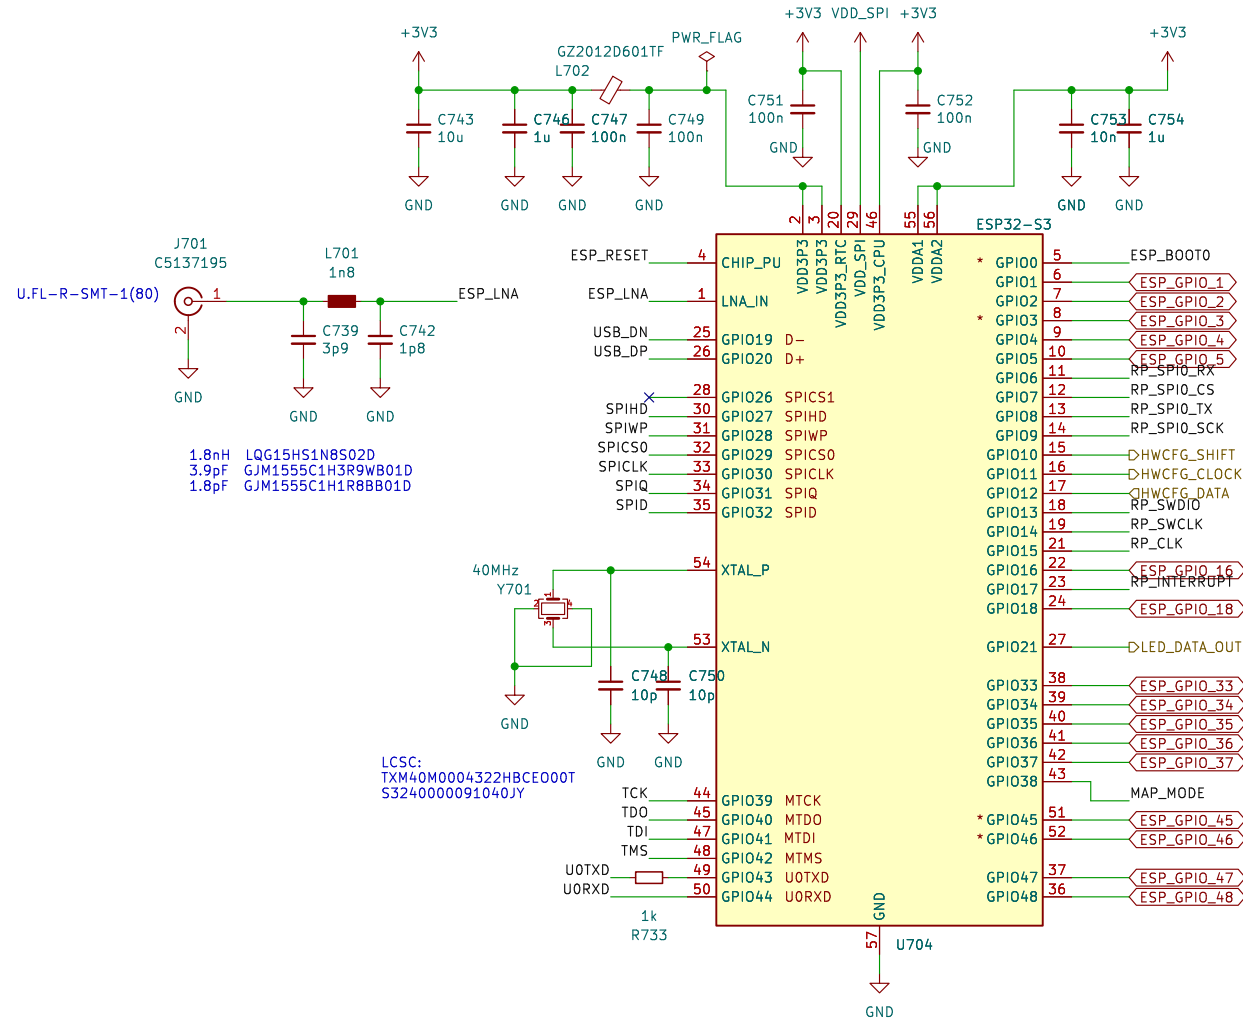 +3V3 VDD_SPI +3V3
+3V3
+3V3
PWR_FLAG
GZ2012D601TF
L702
C743
10u
C746
1u
C747
100n
C749
100n
C751
100n
C752
100n
C753
10n
C754
1u
GND
GND
GND
GND
GND
GND
GND
GND
2
3
20
29
46
55
56
ESP32-S3
VDD3P3
VDD3P3
VDD3P3_RTC
VDD_SPI
VDD3P3_CPU
VDDA1
VDDA2
J701
C5137195
U.FL-R-SMT-1(80)
1
2
GND
L701
1n8
ESP_LNA
C739
3p9
GND
C742
1p8
GND
1.8nH LQG15HS1N8S02D
3.9pF GJM1555C1H3R9WB01D
1.8pF GJM1555C1H1R8BB01D
ESP_RESET 4 CHIP_PU
ESP_LNA 1 LNA_IN
USB_DN 25 GPIO19 D-
USB_DP 26 GPIO20 D+
28 GPIO26 SPICS1
SPIHD 30 GPIO27 SPIHD
SPIWP 31 GPIO28 SPIWP
SPICS0 32 GPIO29 SPICS0
SPICLK 33 GPIO30 SPICLK
SPIQ 34 GPIO31 SPIQ
SPID 35 GPIO32 SPID
54 XTAL_P
53 XTAL_N
40MHz
Y701
1
2
4
3
GND
C748
10p
GND
C750
10p
GND
LCSC:
TXM40M0004322HBCEO00T
S3240000091040JY
TCK 44 GPIO39 MTCK
TDO 45 GPIO40 MTDO
TDI 47 GPIO41 MTDI
TMS 48 GPIO42 MTMS
U0TXD 49 GPIO43 U0TXD
U0RXD 50 GPIO44 U0RXD
1k
R733
* GPIO0 5 ESP_BOOT0
GPIO1 6 ESP_GPIO_1
GPIO2 7 ESP_GPIO_2
* GPIO3 8 ESP_GPIO_3
GPIO4 9 ESP_GPIO_4
GPIO5 10 ESP_GPIO_5
GPIO6 11 RP_SPI0_RX
GPIO7 12 RP_SPI0_CS
GPIO8 13 RP_SPI0_TX
GPIO9 14 RP_SPI0_SCK
GPIO10 15 HWCFG_SHIFT
GPIO11 16 HWCFG_CLOCK
GPIO12 17 HWCFG_DATA
GPIO13 18 RP_SWDIO
GPIO14 19 RP_SWCLK
GPIO15 21 RP_CLK
GPIO16 22 ESP_GPIO_16
GPIO17 23 RP_INTERRUPT
GPIO18 24 ESP_GPIO_18
GPIO21 27 LED_DATA_OUT
GPIO33 38 ESP_GPIO_33
GPIO34 39 ESP_GPIO_34
GPIO35 40 ESP_GPIO_35
GPIO36 41 ESP_GPIO_36
GPIO37 42 ESP_GPIO_37
GPIO38 43 MAP_MODE
* GPIO45 51 ESP_GPIO_45
* GPIO46 52 ESP_GPIO_46
GPIO47 37 ESP_GPIO_47
GPIO48 36 ESP_GPIO_48
GND
57
U704
GND